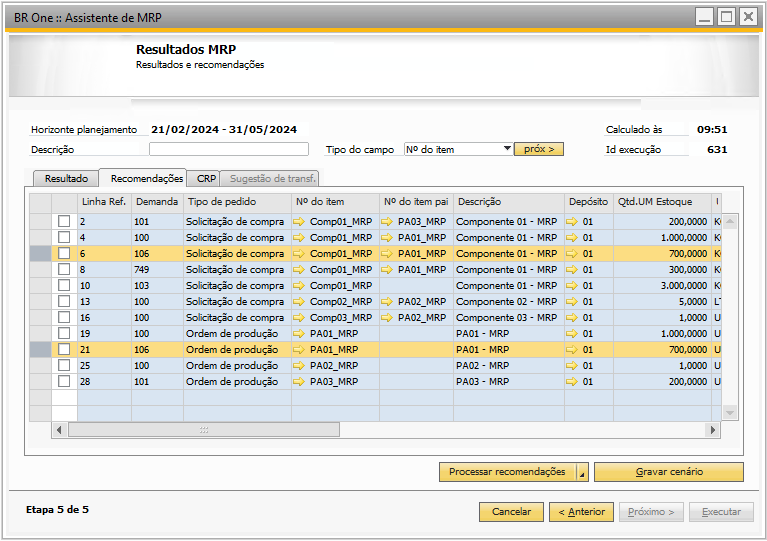 BR One :: Assistente de MRP
Resultados MRP
Resultados e recomendações
Horizonte planejamento 21/02/2024 - 31/05/2024 Calculado às 09:51
Descrição Tipo do campo Nº do item próx > Id execução 631
Resultado Recomendações CRP Sugestão de transf.
Linha Ref. Demanda Tipo de pedido Nº do item Nº do item pai Descrição Depósito Qtd.UM Estoque
2 101 Solicitação de compra Comp01_MRP PA03_MRP Componente 01 - MRP 01 200,0000
4 100 Solicitação de compra Comp01_MRP PA01_MRP Componente 01 - MRP 01 1.000,0000
6 106 Solicitação de compra Comp01_MRP PA01_MRP Componente 01 - MRP 01 700,0000
8 749 Solicitação de compra Comp01_MRP PA01_MRP Componente 01 - MRP 01 300,0000
10 103 Solicitação de compra Comp01_MRP Componente 01 - MRP 01 3.000,0000
13 100 Solicitação de compra Comp02_MRP PA02_MRP Componente 02 - MRP 01 5,0000
16 100 Solicitação de compra Comp03_MRP PA02_MRP Componente 03 - MRP 01 1,0000
19 100 Ordem de produção PA01_MRP PA01 - MRP 01 1.000,0000 U
21 106 Ordem de produção PA01_MRP PA01 - MRP 01 700,0000 U
25 100 Ordem de produção PA02_MRP PA02 - MRP 01 1,0000 U
28 101 Ordem de produção PA03_MRP PA03 - MRP 01 200,0000 U
Processar recomendações Gravar cenário
Etapa 5 de 5 Cancelar < Anterior Próximo > Executar